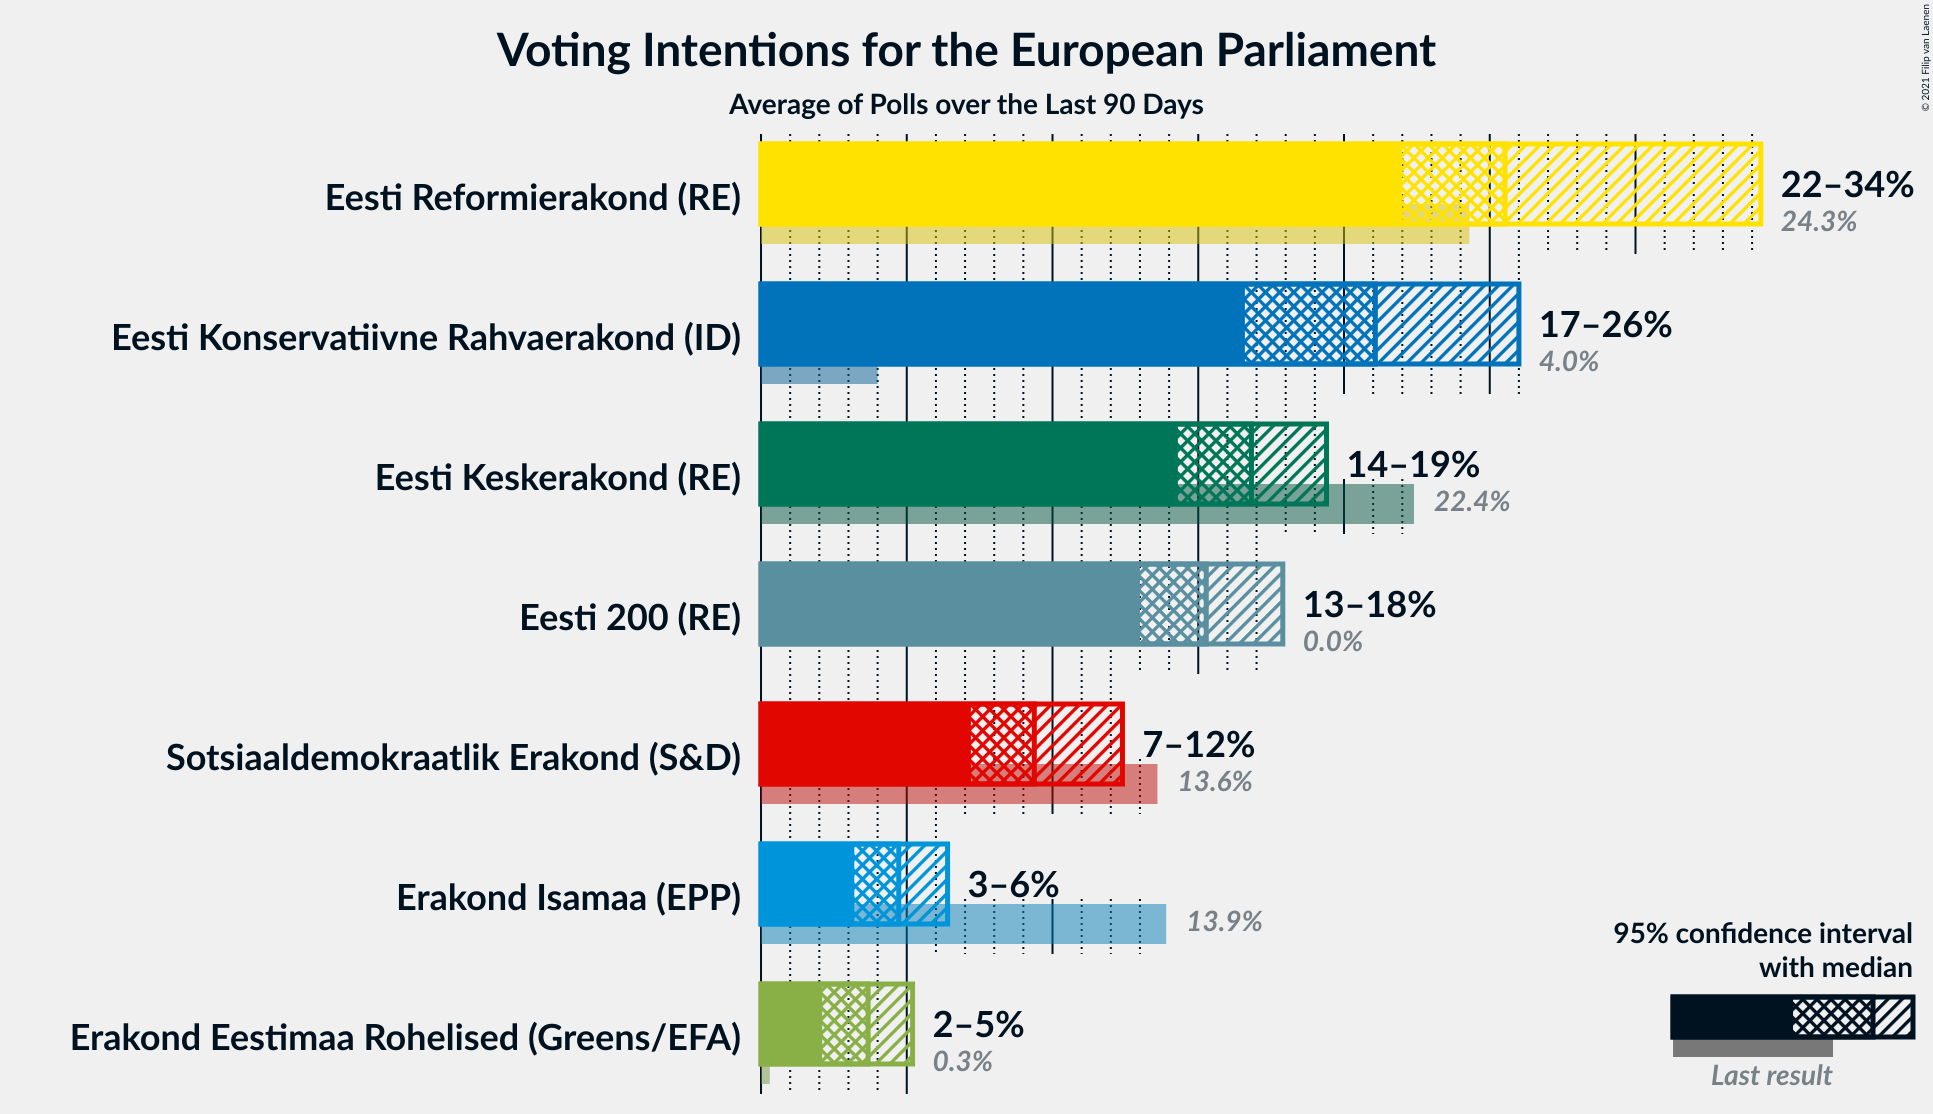 Voting Intentions for the European Parliament
Average of Polls over the Last 90 Days
© 2021 Filip van Laenen
Eesti Reformierakond (RE)
22–34%
24.3%
Eesti Konservatiivne Rahvaerakond (ID)
17–26%
4.0%
Eesti Keskerakond (RE)
14–19%
22.4%
Eesti 200 (RE)
13–18%
0.0%
Sotsiaaldemokraatlik Erakond (S&D)
7–12%
13.6%
Erakond Isamaa (EPP)
3–6%
13.9%
Erakond Eestimaa Rohelised (Greens/EFA)
2–5%
0.3%
95% confidence interval
with median
Last result